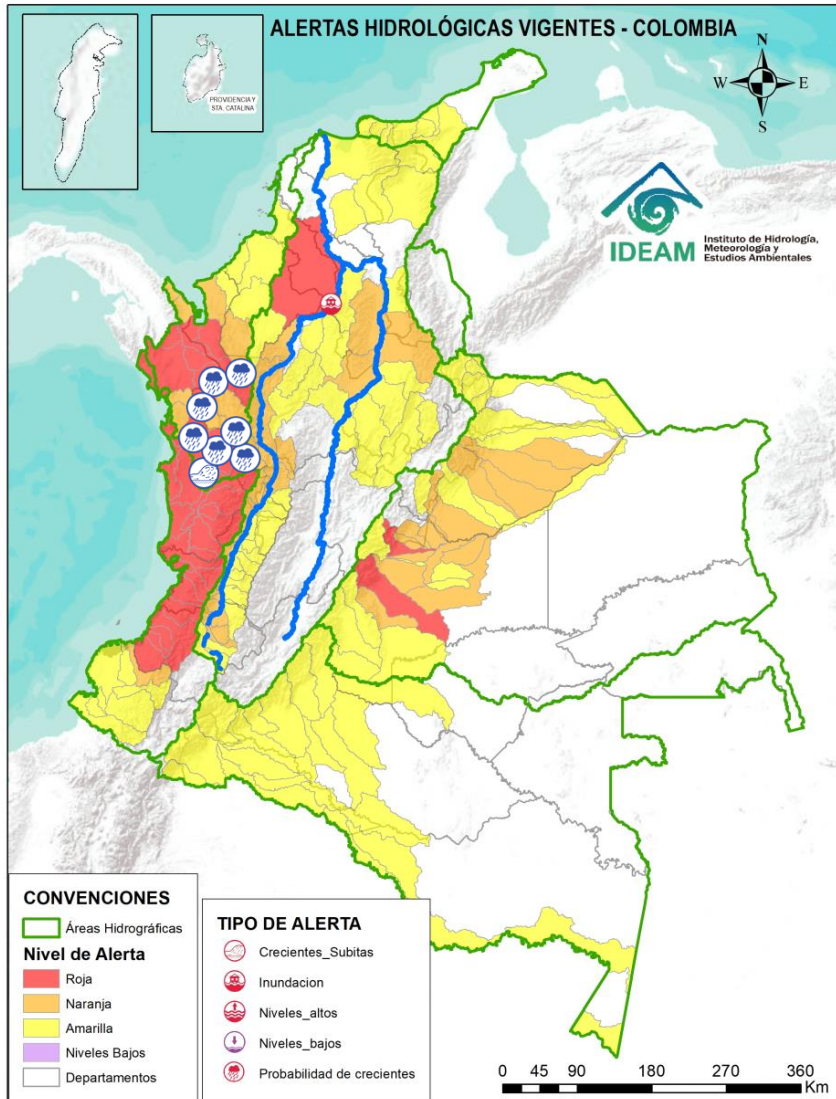 ALERTAS HIDROLÓGICAS VIGENTES - COLOMBIA
PROVIDENCIA Y
STA. CATALINA
N
W
E
S
IDEAM
Instituto de Hidrología,
Meteorología y
Estudios Ambientales
CONVENCIONES
Áreas Hidrográficas
Nivel de Alerta
Roja
Naranja
Amarilla
Niveles Bajos
Departamentos
TIPO DE ALERTA
Crecientes_Subitas
Inundacion
Niveles_altos
Niveles_bajos
Probabilidad de crecientes
0 45 90 180 270 360
Km